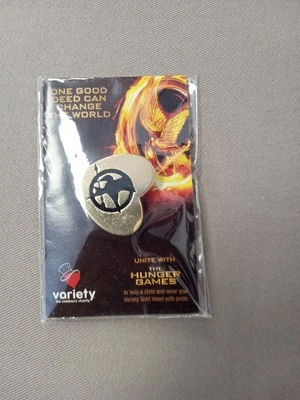 ONE GOOD
DEED CAN
CHANGE
THE WORLD
UNITE WITH
THE
HUNGER
GAMES
to help a child and wear your
Variety Gold Heart with pride
variety
the children's charity